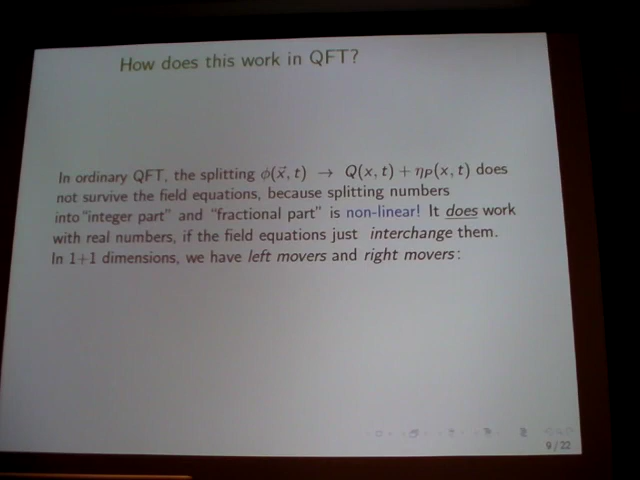 How does this work in QFT?
In ordinary QFT, the splitting ϕ(x⃗, t) → Q(x, t) + η_P(x, t) does
not survive the field equations, because splitting numbers
into "integer part" and "fractional part" is non-linear! It does work
with real numbers, if the field equations just interchange them.
In 1+1 dimensions, we have left movers and right movers:
9/22